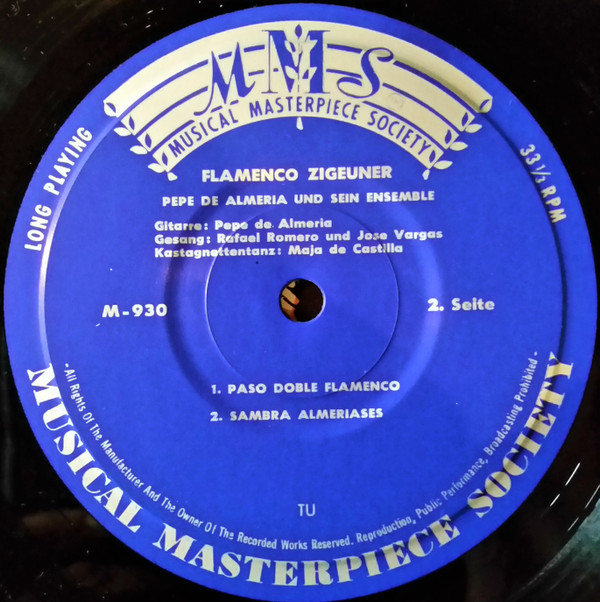 MMS
MUSICAL MASTERPIECE SOCIETY
LONG PLAYING
33 1/3 RPM
FLAMENCO ZIGEUNER
PEPE DE ALMERIA UND SEIN ENSEMBLE
Gitarre: Pepe de Almeria
Gesang: Rafael Romero und Jose Vargas
Kastagnettentanz: Maja de Castilla
M-930
2. Seite
1. PASO DOBLE FLAMENCO
2. SAMBRA ALMERIASES
TU
-All Rights Of The Manufacturer And The Owner Of The Recorded Works Reserved. Reproduction, Public Performance, Broadcasting Prohibited-
MUSICAL MASTERPIECE SOCIETY